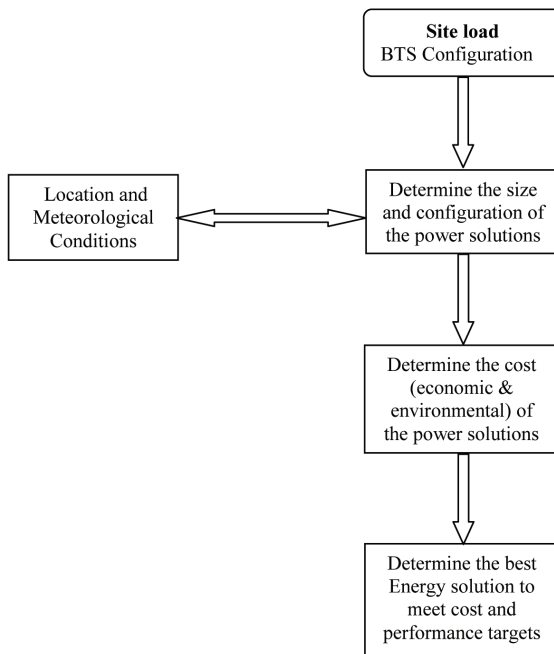 Site load
BTS Configuration
Location and
Meteorological
Conditions
Determine the size
and configuration of
the power solutions
Determine the cost
(economic &
environmental) of
the power solutions
Determine the best
Energy solution to
meet cost and
performance targets